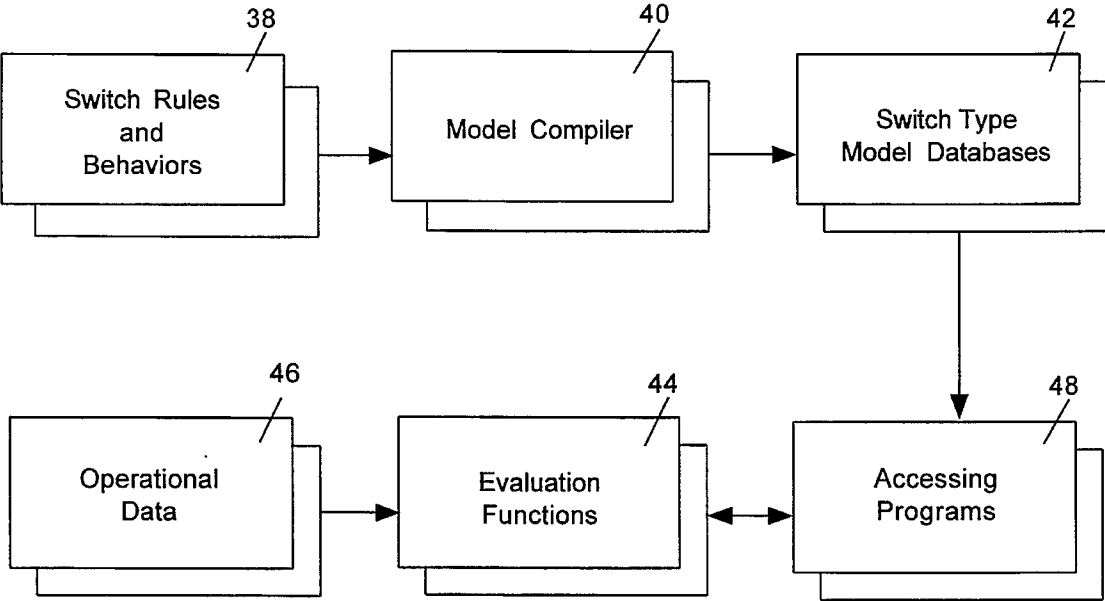 38
Switch Rules
and
Behaviors
40
Model Compiler
42
Switch Type
Model Databases
46
Operational
Data
44
Evaluation
Functions
48
Accessing
Programs